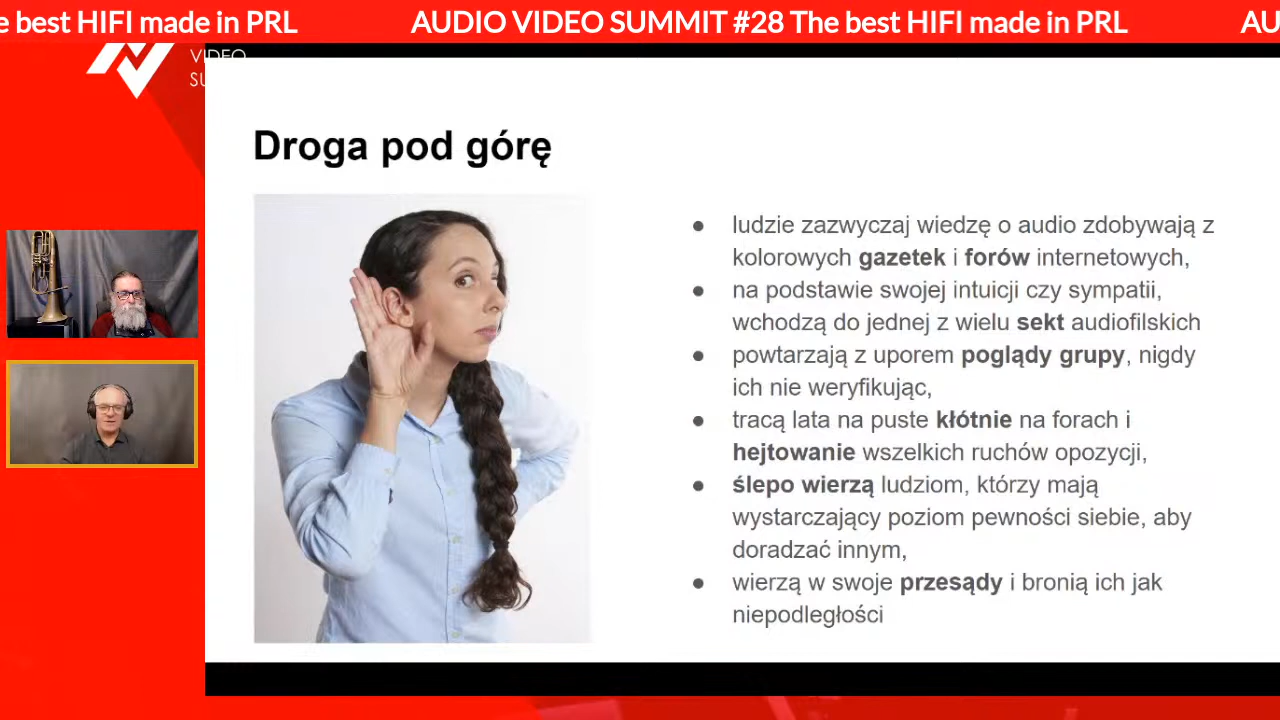 e best HIFI made in PRL AUDIO VIDEO SUMMIT #28 The best HIFI made in PRL AU
VIDEO
SU
Droga pod górę
● ludzie zazwyczaj wiedzę o audio zdobywają z
kolorowych gazetek i forów internetowych,
● na podstawie swojej intuicji czy sympatii,
wchodzą do jednej z wielu sekt audiofilskich
● powtarzają z uporem poglądy grupy, nigdy
ich nie weryfikując,
● tracą lata na puste kłótnie na forach i
hejtowanie wszelkich ruchów opozycji,
● ślepo wierzą ludziom, którzy mają
wystarczający poziom pewności siebie, aby
doradzać innym,
● wierzą w swoje przesądy i bronią ich jak
niepodległości